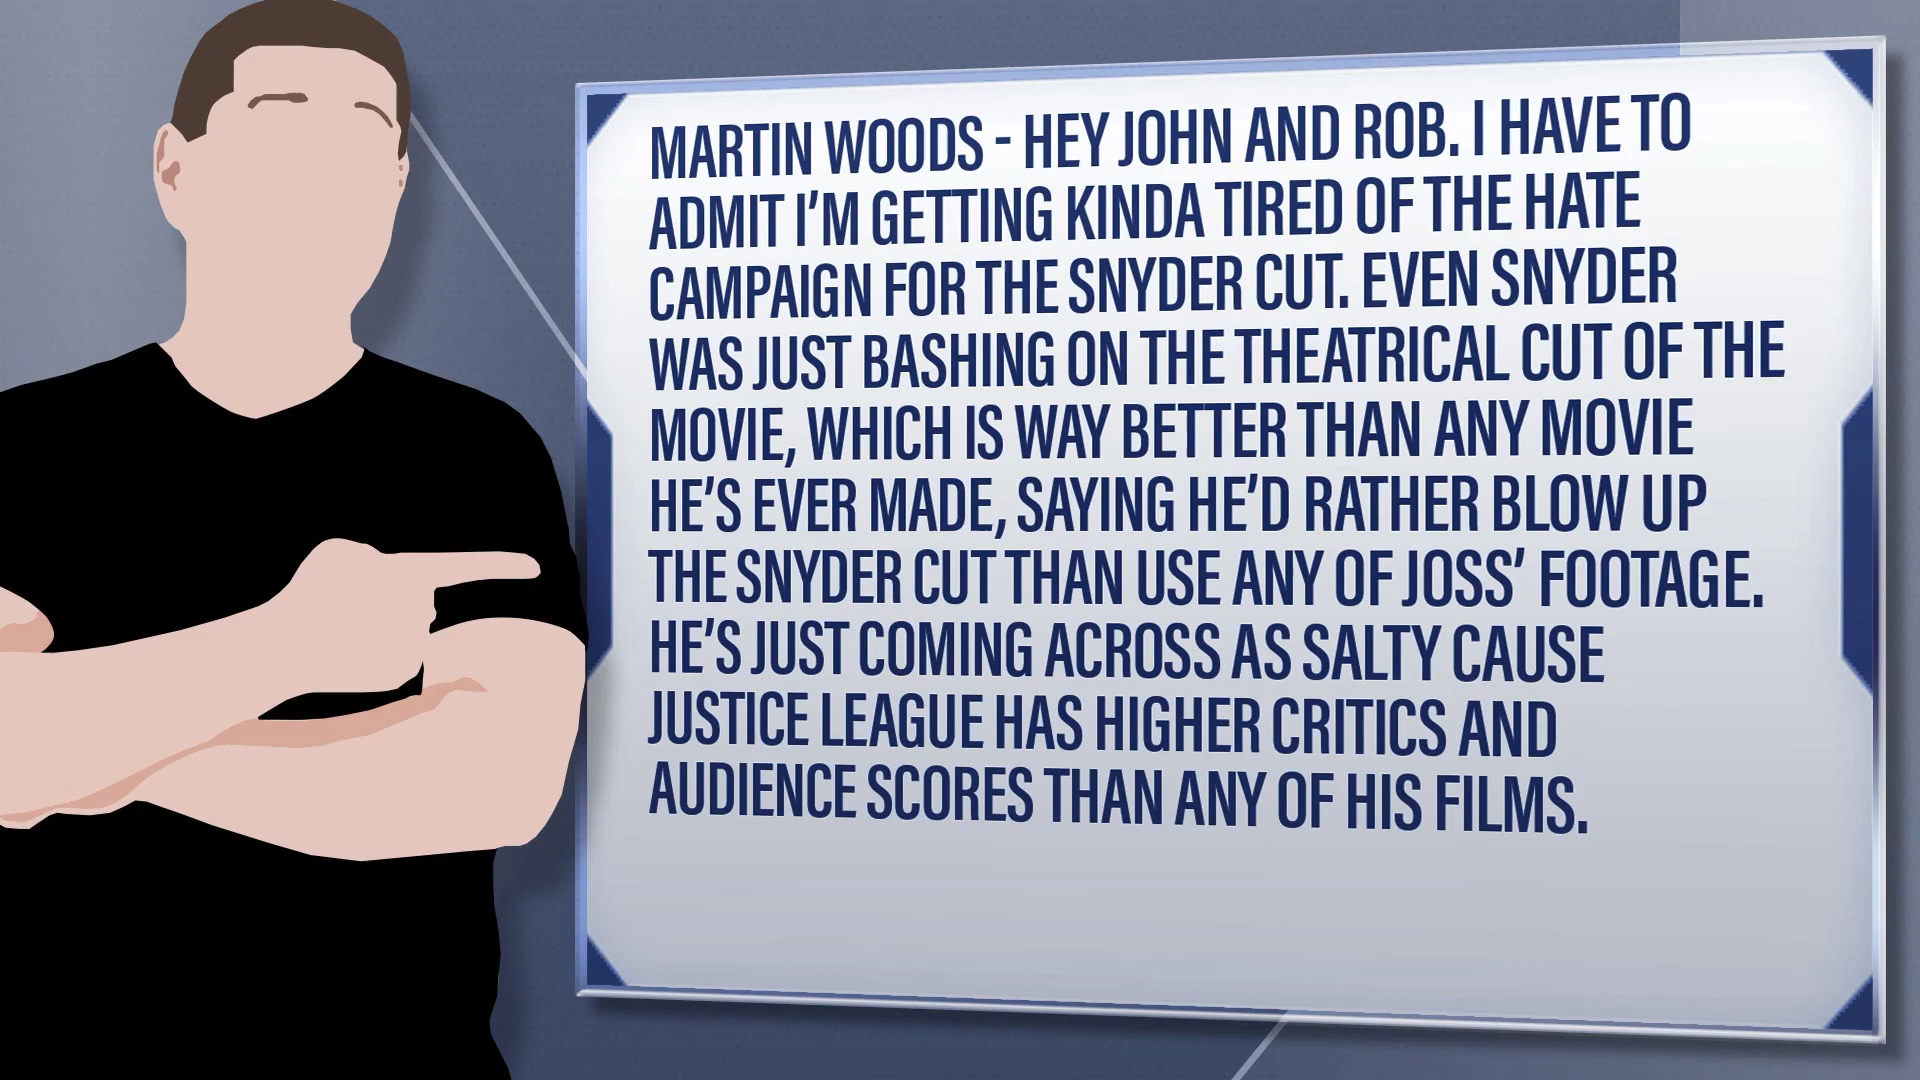 MARTIN WOODS - HEY JOHN AND ROB. I HAVE TO
ADMIT I'M GETTING KINDA TIRED OF THE HATE
CAMPAIGN FOR THE SNYDER CUT. EVEN SNYDER
WAS JUST BASHING ON THE THEATRICAL CUT OF THE
MOVIE, WHICH IS WAY BETTER THAN ANY MOVIE
HE'S EVER MADE, SAYING HE'D RATHER BLOW UP
THE SNYDER CUT THAN USE ANY OF JOSS' FOOTAGE.
HE'S JUST COMING ACROSS AS SALTY CAUSE
JUSTICE LEAGUE HAS HIGHER CRITICS AND
AUDIENCE SCORES THAN ANY OF HIS FILMS.